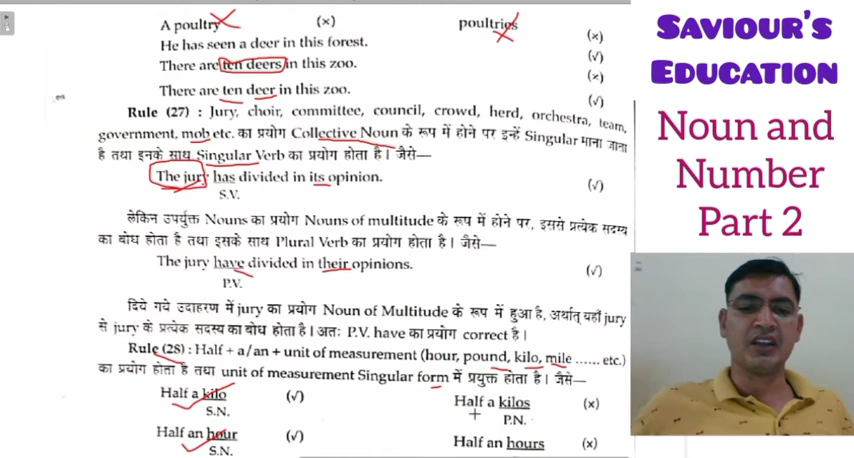 A poultry (×) poultries (×)
He has seen a deer in this forest. (√)
There are ten deers in this zoo. (×)
There are ten deer in this zoo. (√)
Rule (27) : Jury, choir, committee, council, crowd, herd, orchestra, team,
government, mob etc. का प्रयोग Collective Noun के रूप में होने पर इन्हें Singular माना जाता
है तथा इनके साथ Singular Verb का प्रयोग होता है। जैसे—
The jury has divided in its opinion. (√)
S.V.
लेकिन उपर्युक्त Nouns का प्रयोग Nouns of multitude के रूप में होने पर, इससे प्रत्येक सदस्य
का बोध होता है तथा इसके साथ Plural Verb का प्रयोग होता है। जैसे—
The jury have divided in their opinions. (√)
P.V.
दिये गये उदाहरण में jury का प्रयोग Noun of Multitude के रूप में हुआ है, अर्थात् यहाँ jury
से jury के प्रत्येक सदस्य का बोध होता है। अतः P.V. have का प्रयोग correct है।
Rule (28) : Half + a/an + unit of measurement (hour, pound, kilo, mile ...... etc.)
का प्रयोग होता है तथा unit of measurement Singular form में प्रयुक्त होता है। जैसे—
Half a kilo (√) Half a kilos (×)
S.N. P.N.
Half an hour (√) Half an hours (×)
S.N.
SAVIOUR'S
EDUCATION
Noun and
Number
Part 2